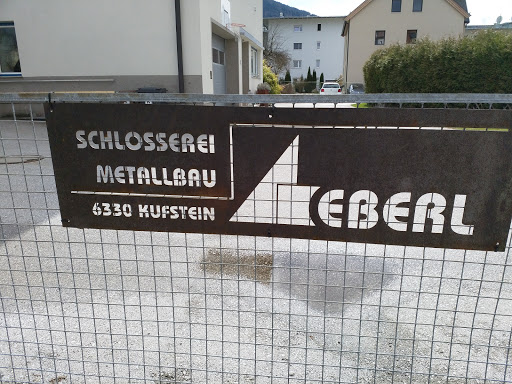 SCHLOSSEREI
METALLBAU
6330 KUFSTEIN
EBERL